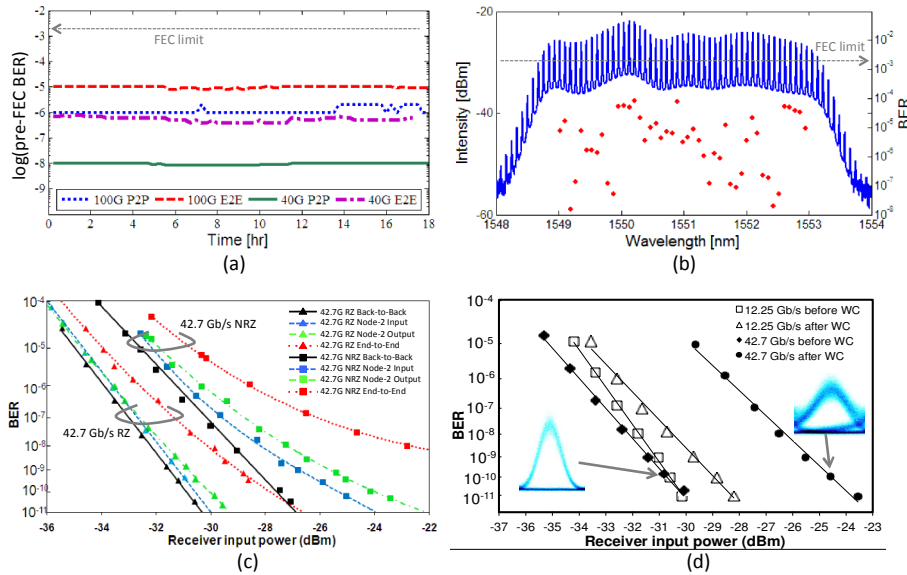 (a)
log(pre-FEC BER)
-1
-2
-3
-4
-5
-6
-7
-8
-9
FEC limit
100G P2P 100G E2E 40G P2P 40G E2E
0 2 4 6 8 10 12 14 16 18
Time [hr]
(a)
(b)
Intensity [dBm]
-20
-40
-60
FEC limit
10-2
10-3
10-4
10-5
10-6
10-7
10-8
BER
1548 1549 1550 1551 1552 1553 1554
Wavelength [nm]
(b)
BER
10-4
10-5
10-6
10-7
10-8
10-9
10-10
10-11
42.7 Gb/s NRZ
42.7 Gb/s RZ
42.7G RZ Back-to-Back
42.7G RZ Node-2 Input
42.7G RZ Node-2 Output
42.7G RZ End-to-End
42.7G NRZ Back-to-Back
42.7G NRZ Node-2 Input
42.7G NRZ Node-2 Output
42.7G NRZ End-to-End
-36 -34 -32 -30 -28 -26 -24 -22
Receiver input power (dBm)
(c)
BER
10-4
10-5
10-6
10-7
10-8
10-9
10-10
10-11
12.25 Gb/s before WC
12.25 Gb/s after WC
42.7 Gb/s before WC
42.7 Gb/s after WC
-37 -35 -33 -31 -29 -27 -25 -23
Receiver input power (dBm)
(d)